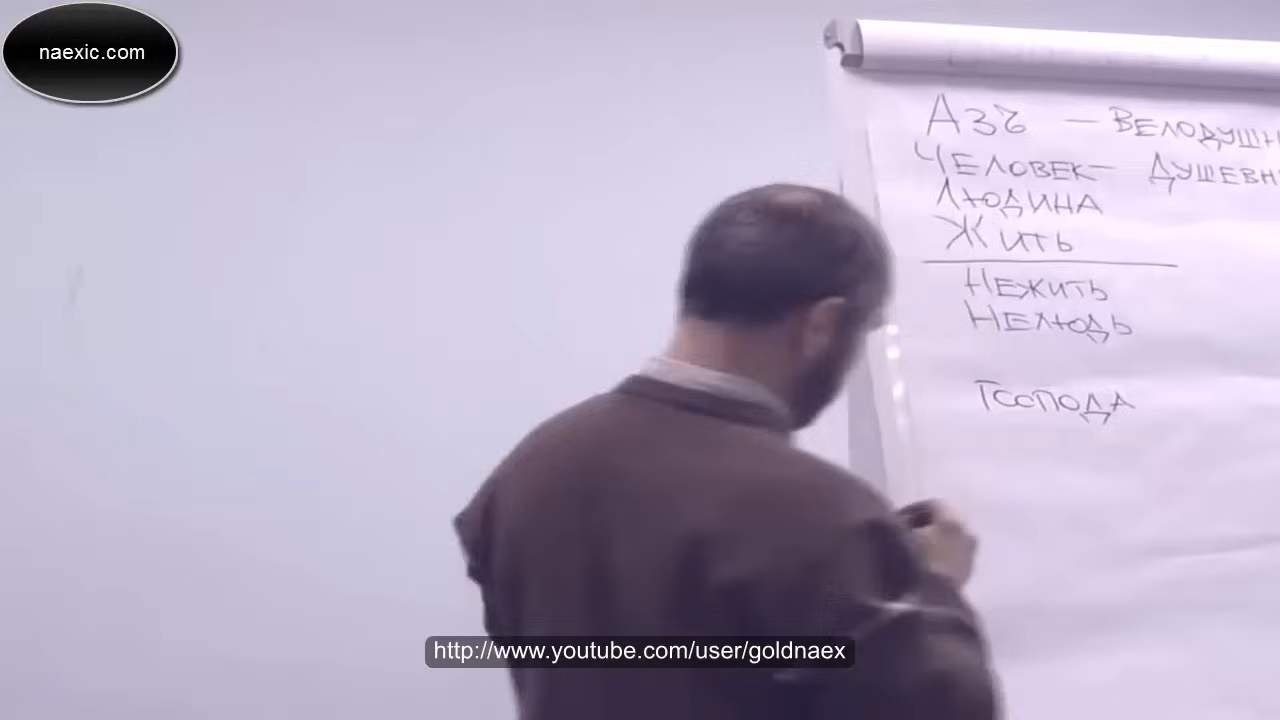 naexic.com
АЗЪ — ВЕЛОДУШН
ЧЕЛОВЕК — ДУШЕВН
ЛЮДИНА
ЖИТЬ
НЕЖИТЬ
НЕЛЮДЬ
ГОСПОДА
http://www.youtube.com/user/goldnaex